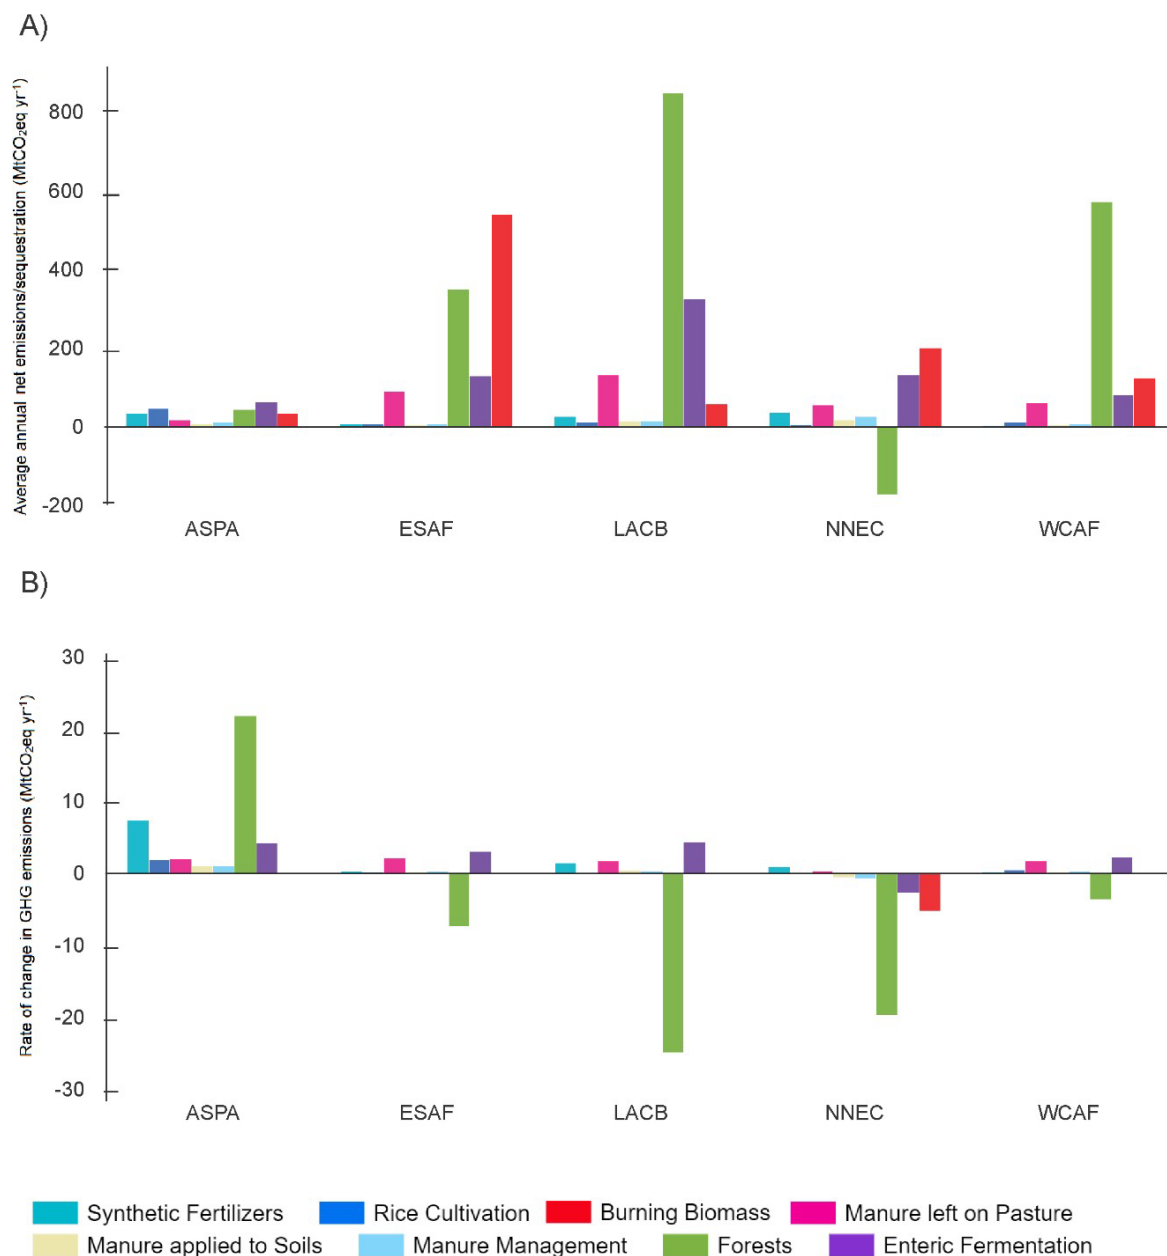 A)
Average annual net emissions/sequestration (MtCO₂eq yr⁻¹)
800
600
400
200
0
-200
ASPA ESAF LACB NNEC WCAF
B)
Rate of change in GHG emissions (MtCO₂eq yr⁻¹)
30
20
10
0
-10
-20
-30
ASPA ESAF LACB NNEC WCAF
Synthetic Fertilizers Rice Cultivation Burning Biomass Manure left on Pasture
Manure applied to Soils Manure Management Forests Enteric Fermentation